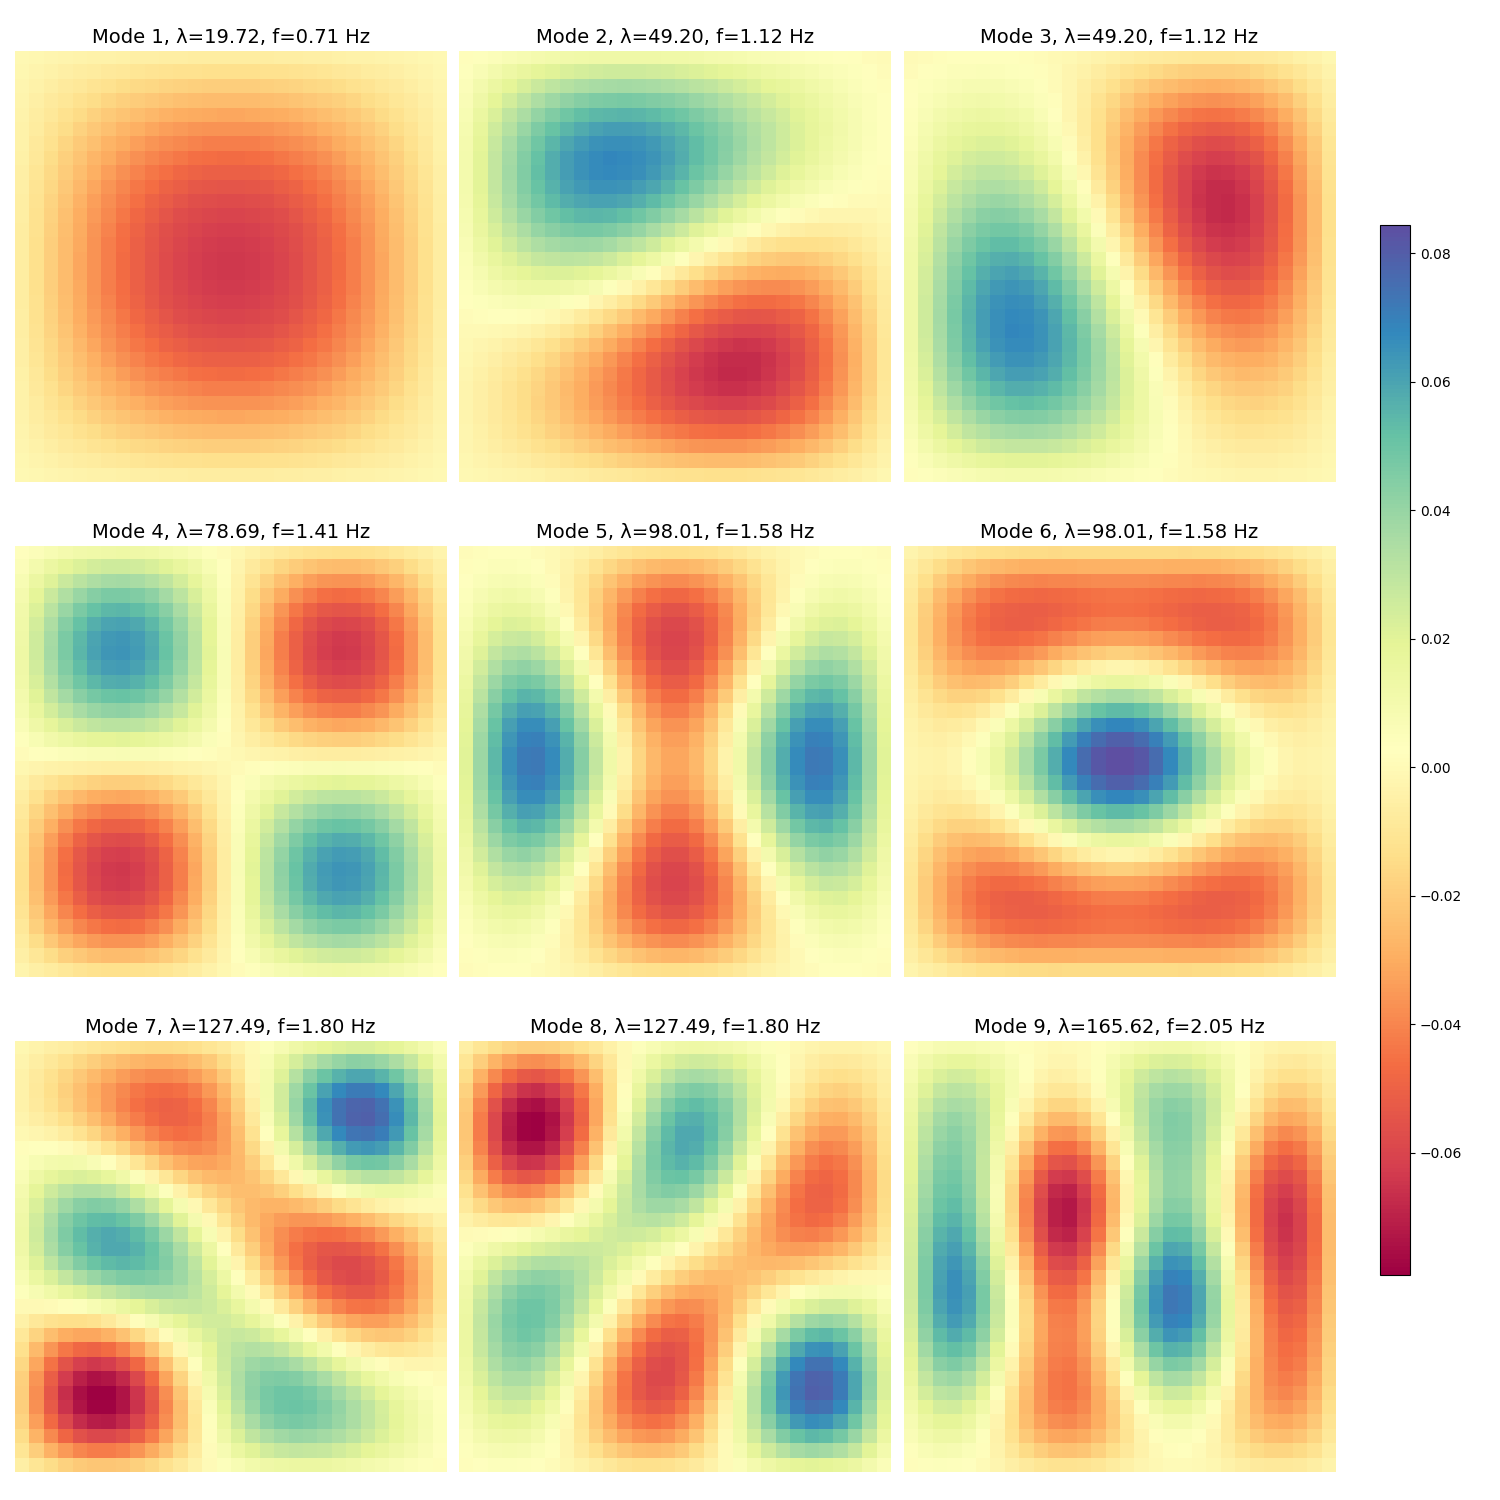 Mode 1, λ=19.72, f=0.71 Hz
Mode 2, λ=49.20, f=1.12 Hz
Mode 3, λ=49.20, f=1.12 Hz
Mode 4, λ=78.69, f=1.41 Hz
Mode 5, λ=98.01, f=1.58 Hz
Mode 6, λ=98.01, f=1.58 Hz
Mode 7, λ=127.49, f=1.80 Hz
Mode 8, λ=127.49, f=1.80 Hz
Mode 9, λ=165.62, f=2.05 Hz
0.08
0.06
0.04
0.02
0.00
−0.02
−0.04
−0.06